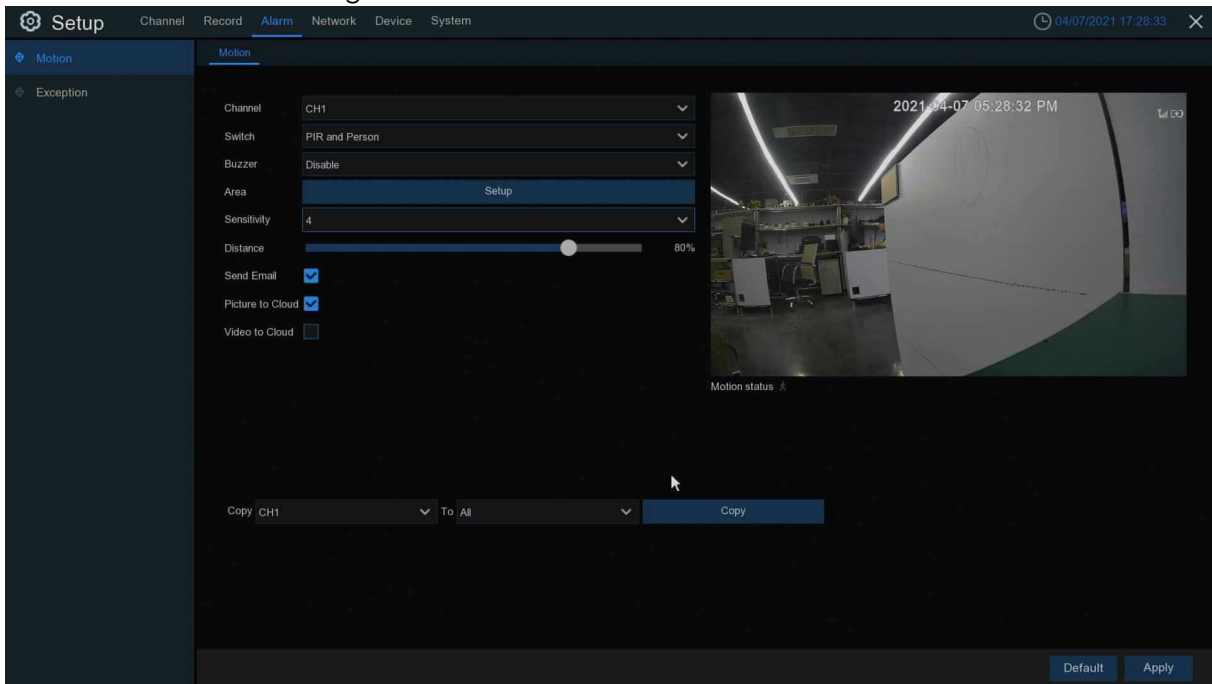 Setup Channel Record Alarm Network Device System 04/07/2021 17:28:33
Motion
Exception
Motion
Channel CH1
Switch PIR and Person
Buzzer Disable
Area Setup
Sensitivity 4
Distance 80%
Send Email
Picture to Cloud
Video to Cloud
2021-04-07 05:28:32 PM
Motion status
Copy CH1 To All Copy
Default Apply